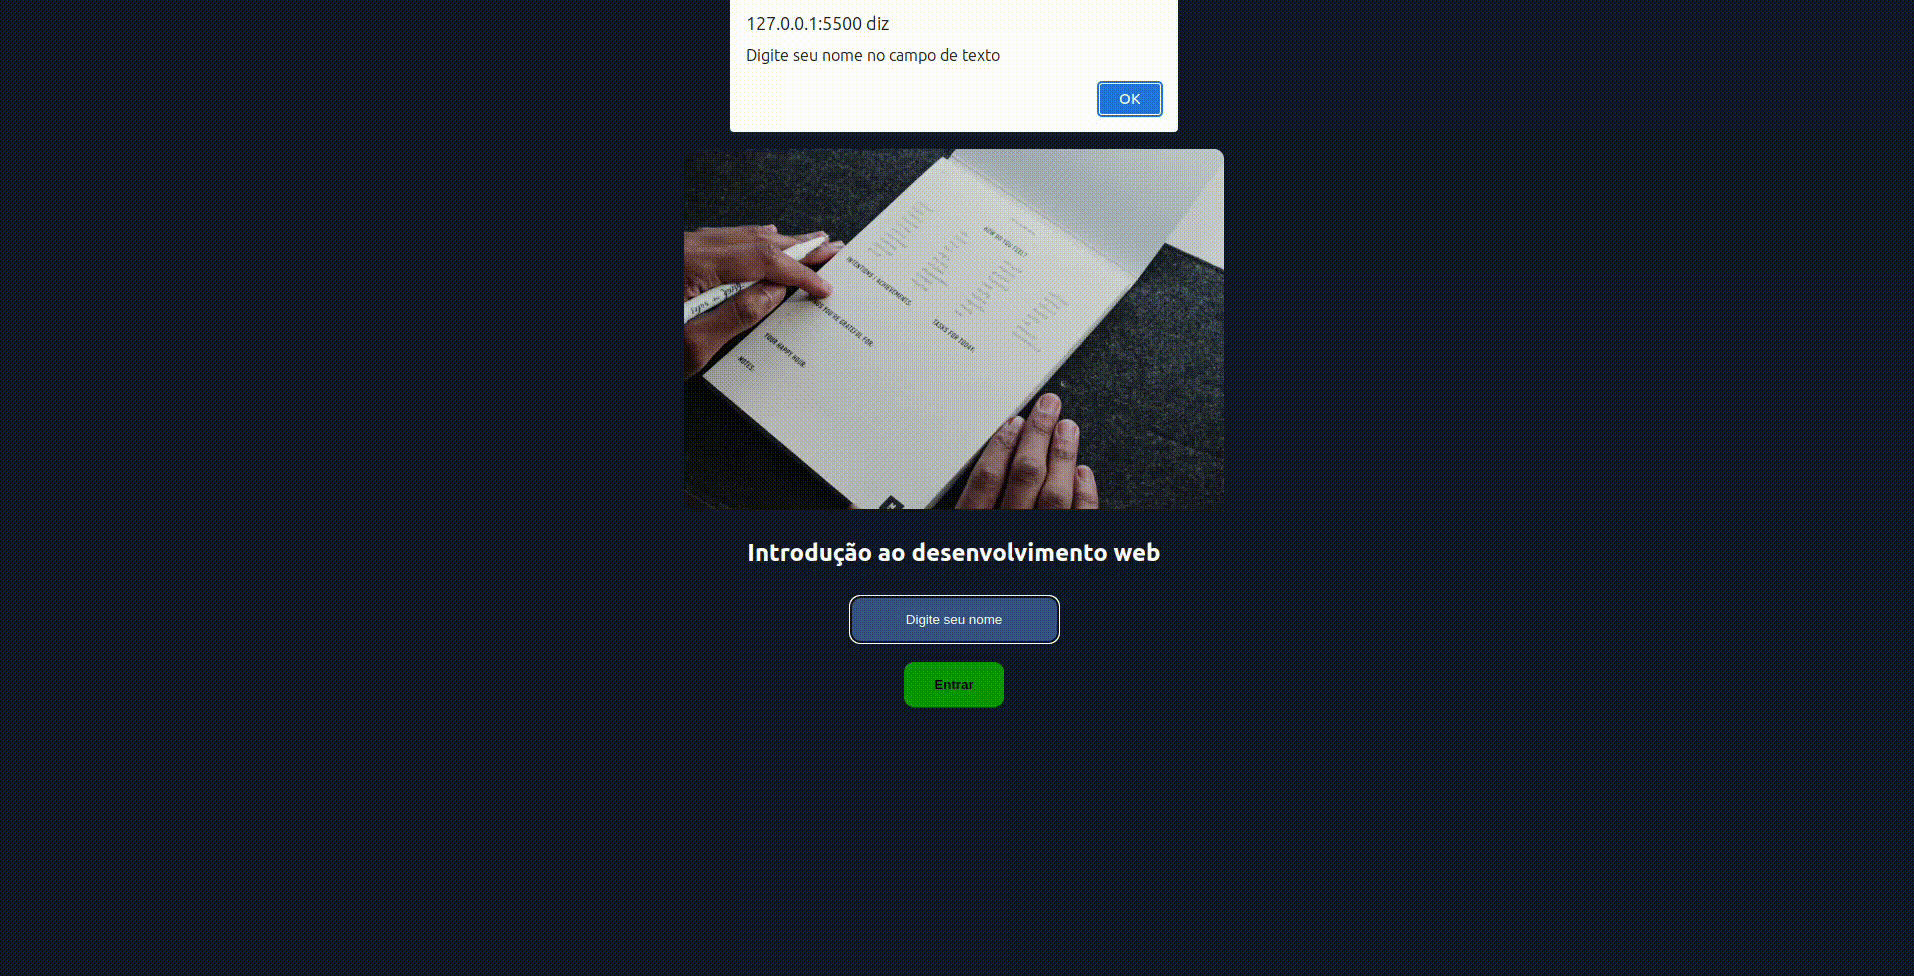 127.0.0.1:5500 diz
Digite seu nome no campo de texto
OK
HOW DO YOU FEEL?
INTENTIONS / ACHIEVEMENTS:
YOU'RE GRATEFUL FOR:
TASKS FOR TODAY:
YOUR HAPPY HOUR:
NOTES:
Introdução ao desenvolvimento web
Digite seu nome
Entrar